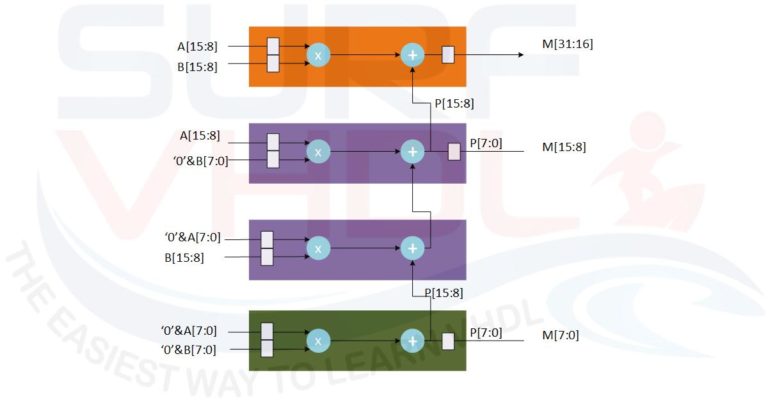 SURF
VHDL
THE EASIEST WAY TO LEARN VHDL
A[15:8]
B[15:8]
x
+
M[31:16]
P[15:8]
A[15:8]
‘0’&B[7:0]
x
+
P[7:0]
M[15:8]
‘0’&A[7:0]
B[15:8]
x
+
P[15:8]
‘0’&A[7:0]
‘0’&B[7:0]
x
+
P[7:0]
M[7:0]